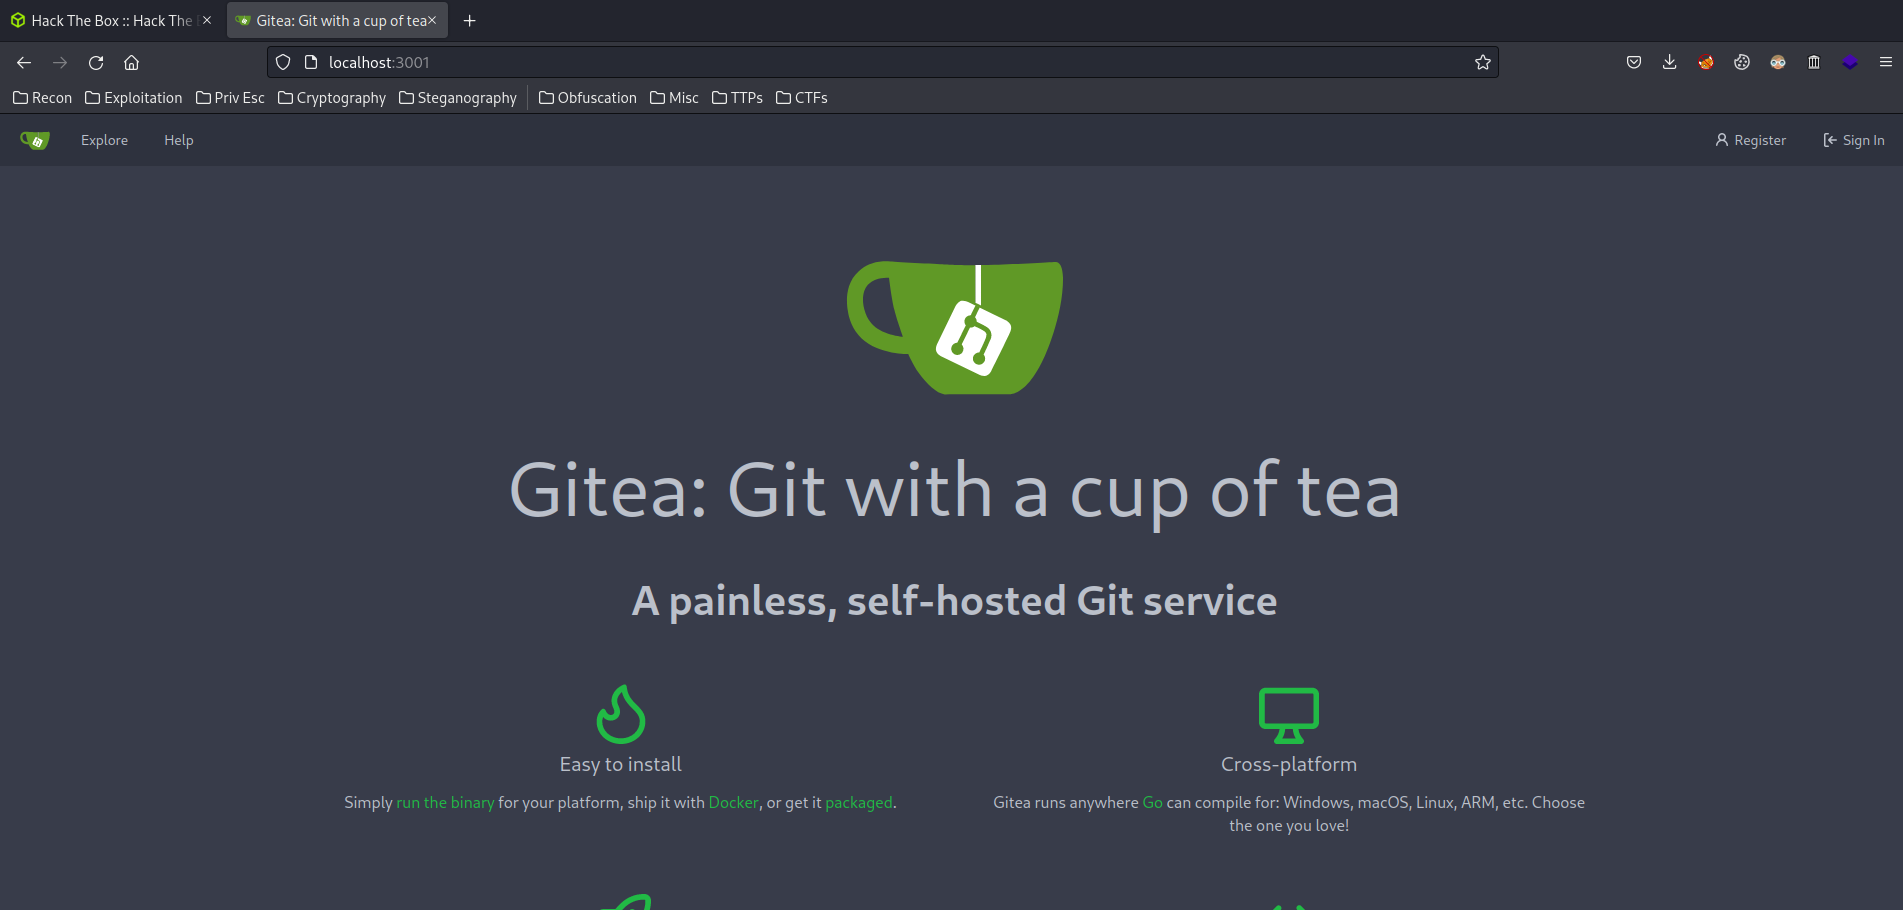 Hack The Box :: Hack The
Gitea: Git with a cup of tea
localhost:3001
Recon Exploitation Priv Esc Cryptography Steganography Obfuscation Misc TTPs CTFs
Explore Help Register Sign In
Gitea: Git with a cup of tea
A painless, self-hosted Git service
Easy to install
Simply run the binary for your platform, ship it with Docker, or get it packaged.
Cross-platform
Gitea runs anywhere Go can compile for: Windows, macOS, Linux, ARM, etc. Choose
the one you love!